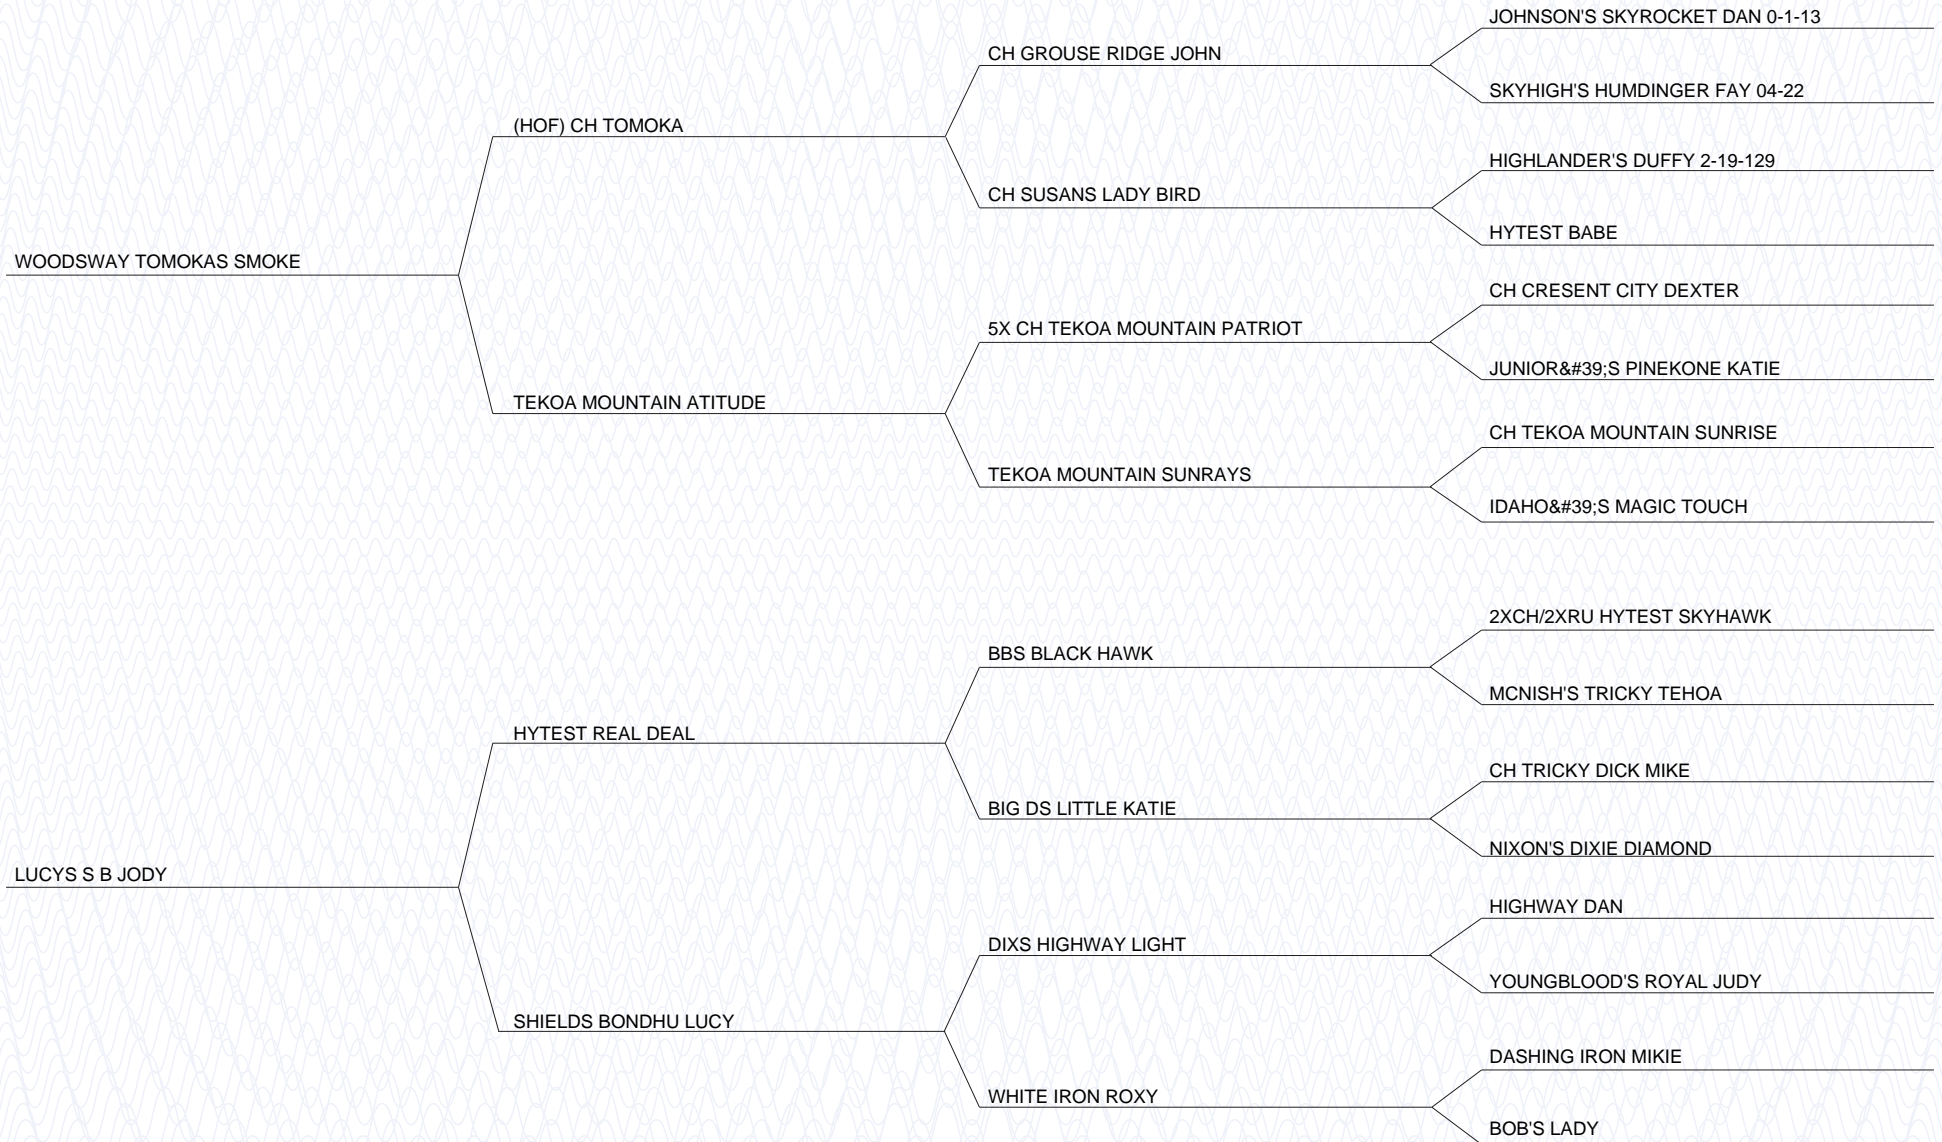 JOHNSON'S SKYROCKET DAN 0-1-13
CH GROUSE RIDGE JOHN
SKYHIGH'S HUMDINGER FAY 04-22
(HOF) CH TOMOKA
HIGHLANDER'S DUFFY 2-19-129
CH SUSANS LADY BIRD
HYTEST BABE
WOODSWAY TOMOKAS SMOKE
CH CRESENT CITY DEXTER
5X CH TEKOA MOUNTAIN PATRIOT
JUNIOR&#39;S PINEKONE KATIE
TEKOA MOUNTAIN ATITUDE
CH TEKOA MOUNTAIN SUNRISE
TEKOA MOUNTAIN SUNRAYS
IDAHO&#39;S MAGIC TOUCH
2XCH/2XRU HYTEST SKYHAWK
BBS BLACK HAWK
MCNISH'S TRICKY TEHOA
HYTEST REAL DEAL
CH TRICKY DICK MIKE
BIG DS LITTLE KATIE
NIXON'S DIXIE DIAMOND
LUCYS S B JODY
HIGHWAY DAN
DIXS HIGHWAY LIGHT
YOUNGBLOOD'S ROYAL JUDY
SHIELDS BONDHU LUCY
DASHING IRON MIKIE
WHITE IRON ROXY
BOB'S LADY